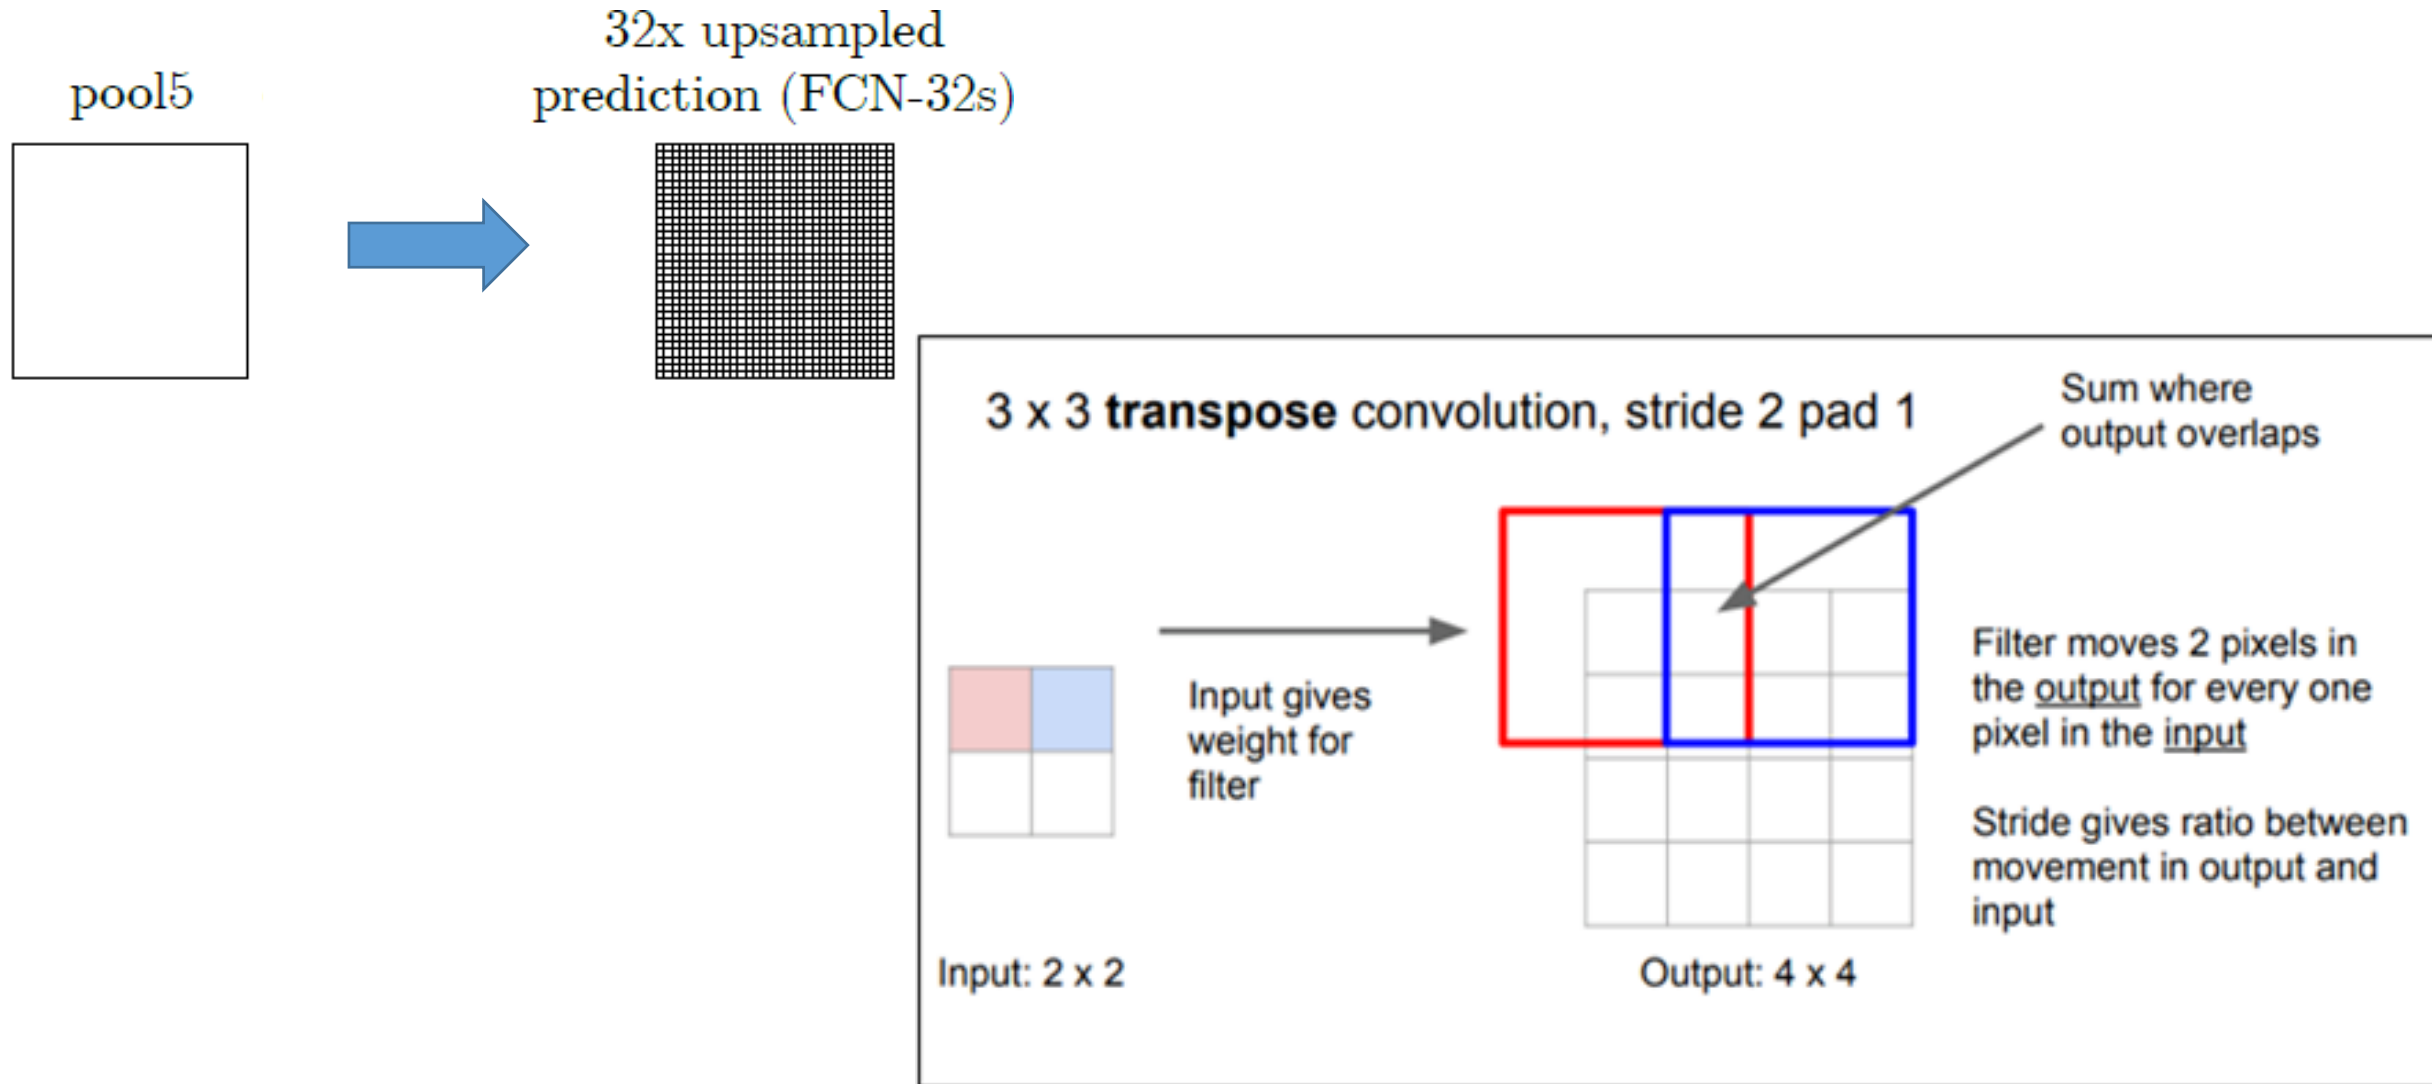 pool5
32x upsampled
prediction (FCN-32s)
3 x 3 transpose convolution, stride 2 pad 1
Sum where
output overlaps
Input gives
weight for
filter
Filter moves 2 pixels in
the output for every one
pixel in the input
Stride gives ratio between
movement in output and
input
Input: 2 x 2
Output: 4 x 4